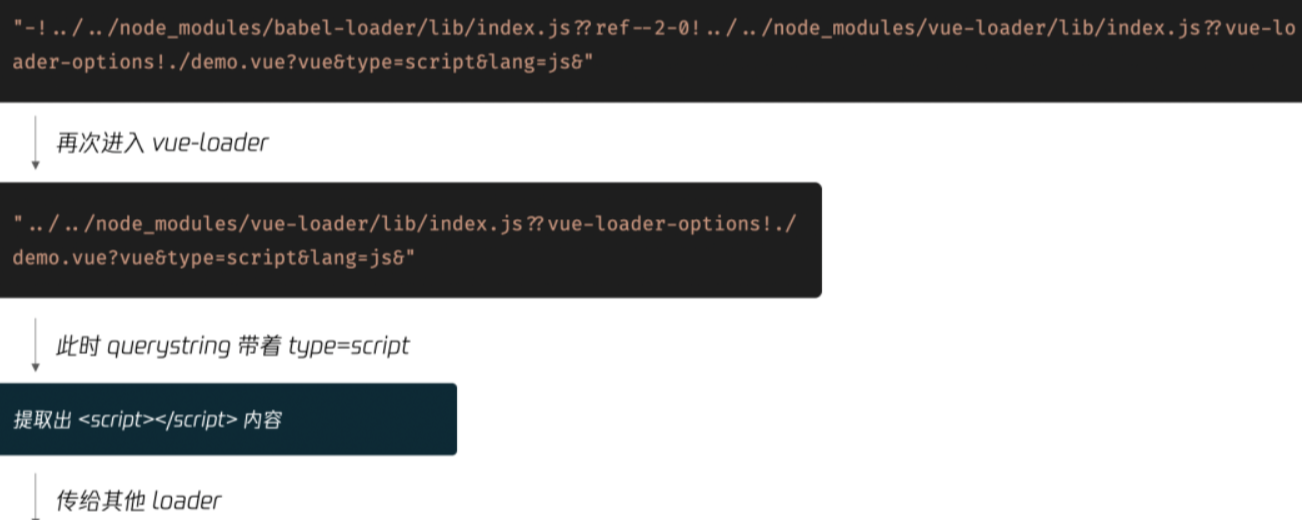 "-!../../node_modules/babel-loader/lib/index.js??ref--2-0!../../node_modules/vue-loader/lib/index.js??vue-lo
ader-options!./demo.vue?vue&type=script&lang=js&"
再次进入 vue-loader
"../../node_modules/vue-loader/lib/index.js??vue-loader-options!./
demo.vue?vue&type=script&lang=js&"
此时 querystring 带着 type=script
提取出 <script></script> 内容
传给其他 loader